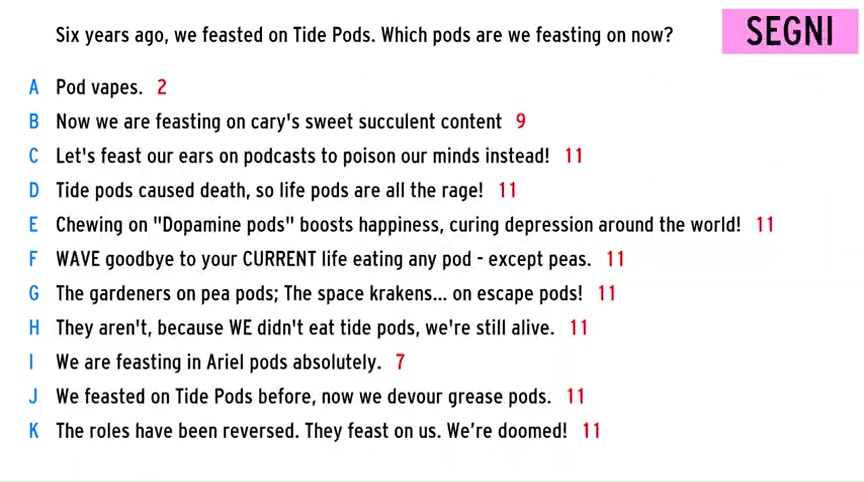 Six years ago, we feasted on Tide Pods. Which pods are we feasting on now?
SEGNI
A Pod vapes. 2
B Now we are feasting on cary's sweet succulent content 9
C Let's feast our ears on podcasts to poison our minds instead! 11
D Tide pods caused death, so life pods are all the rage! 11
E Chewing on "Dopamine pods" boosts happiness, curing depression around the world! 11
F WAVE goodbye to your CURRENT life eating any pod - except peas. 11
G The gardeners on pea pods; The space krakens... on escape pods! 11
H They aren't, because WE didn't eat tide pods, we're still alive. 11
I We are feasting in Ariel pods absolutely. 7
J We feasted on Tide Pods before, now we devour grease pods. 11
K The roles have been reversed. They feast on us. We're doomed! 11